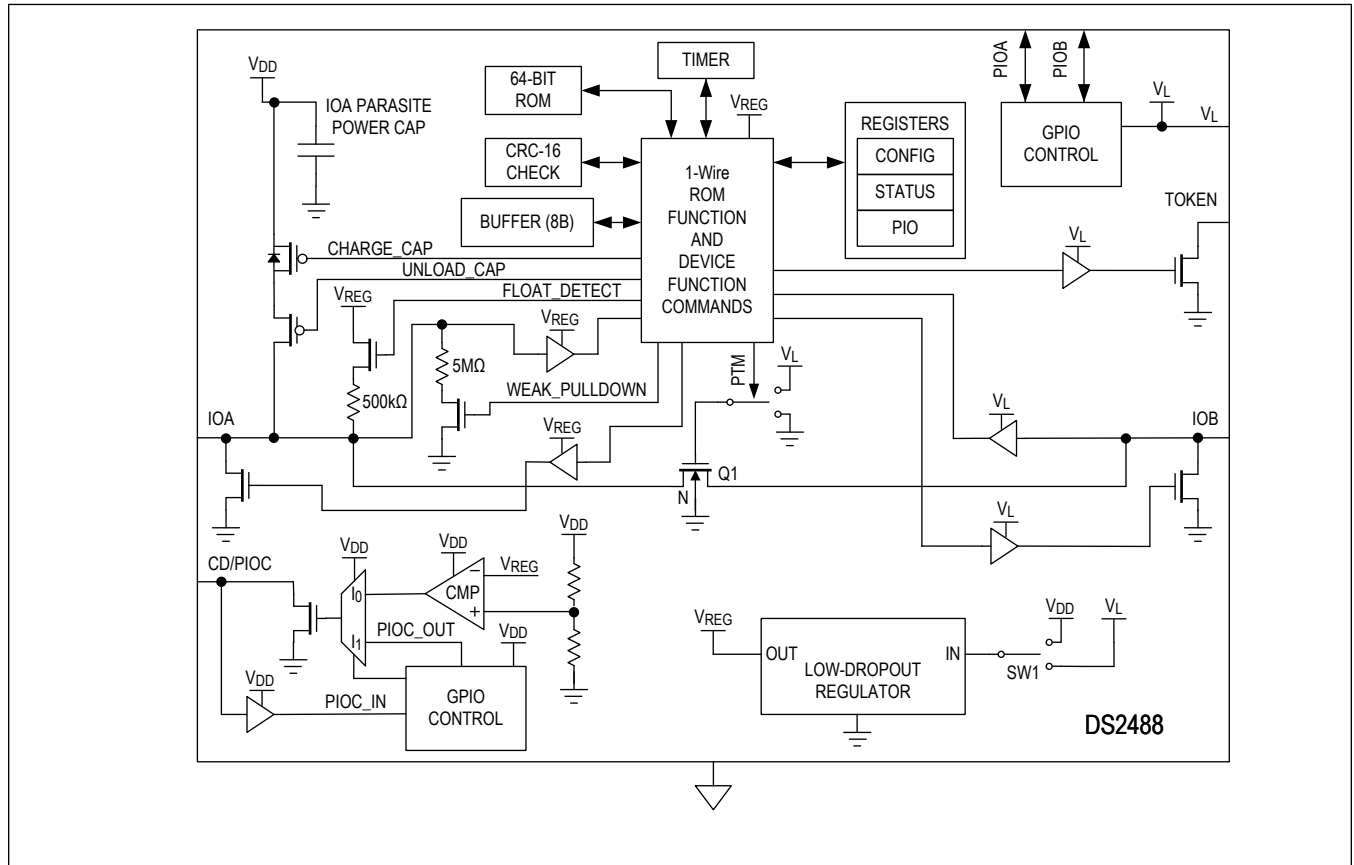 VDD
IOA PARASITE
POWER CAP
64-BIT
ROM
TIMER
CRC-16
CHECK
BUFFER (8B)
VREG
1-Wire
ROM
FUNCTION
AND
DEVICE
FUNCTION
COMMANDS
REGISTERS
CONFIG
STATUS
PIO
PIOA
PIOB
GPIO
CONTROL
VL
VL
TOKEN
VL
CHARGE_CAP
UNLOAD_CAP
FLOAT_DETECT
VREG
VREG
500kΩ
5MΩ
WEAK_PULLDOWN
VREG
PTM
VL
IOA
Q1
N
VL
IOB
VL
CD/PIOC
VDD
I0
I1
VDD
CMP
−
+
VREG
VDD
PIOC_OUT
VDD
VDD
PIOC_IN
GPIO
CONTROL
VREG
OUT
IN
LOW-DROPOUT
REGULATOR
SW1
VDD
VL
DS2488